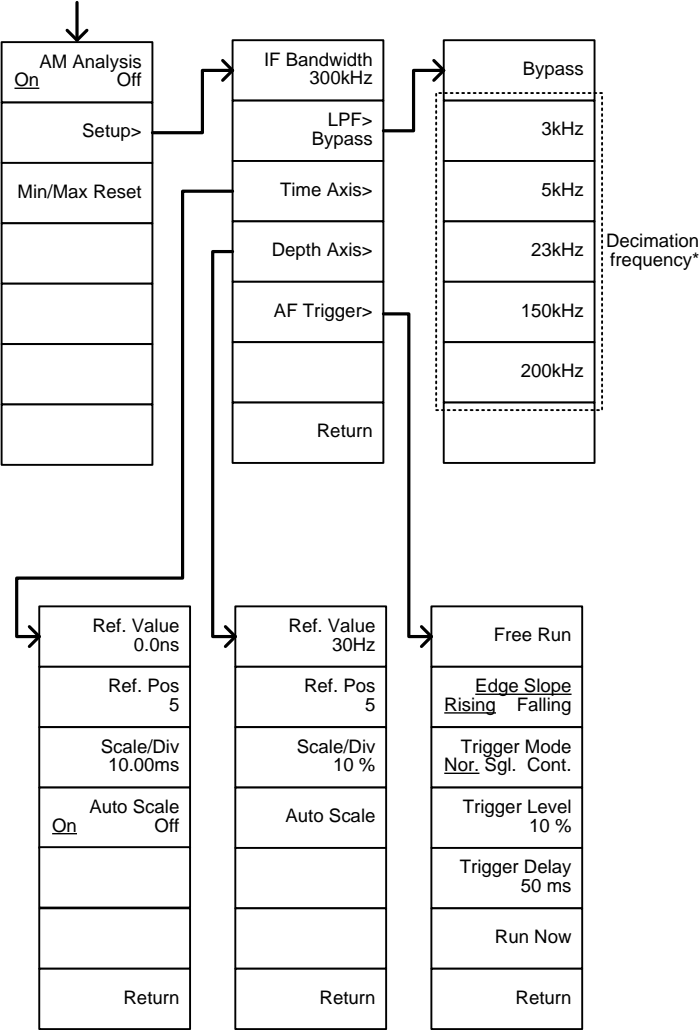 AM Analysis
On Off
Setup>
Min/Max Reset
IF Bandwidth
300kHz
LPF>
Bypass
Time Axis>
Depth Axis>
AF Trigger>
Return
Bypass
3kHz
5kHz
23kHz
150kHz
200kHz
Decimation
frequency*
Ref. Value
0.0ns
Ref. Pos
5
Scale/Div
10.00ms
Auto Scale
On Off
Return
Ref. Value
30Hz
Ref. Pos
5
Scale/Div
10 %
Auto Scale
Return
Free Run
Edge Slope
Rising Falling
Trigger Mode
Nor. Sgl. Cont.
Trigger Level
10 %
Trigger Delay
50 ms
Run Now
Return